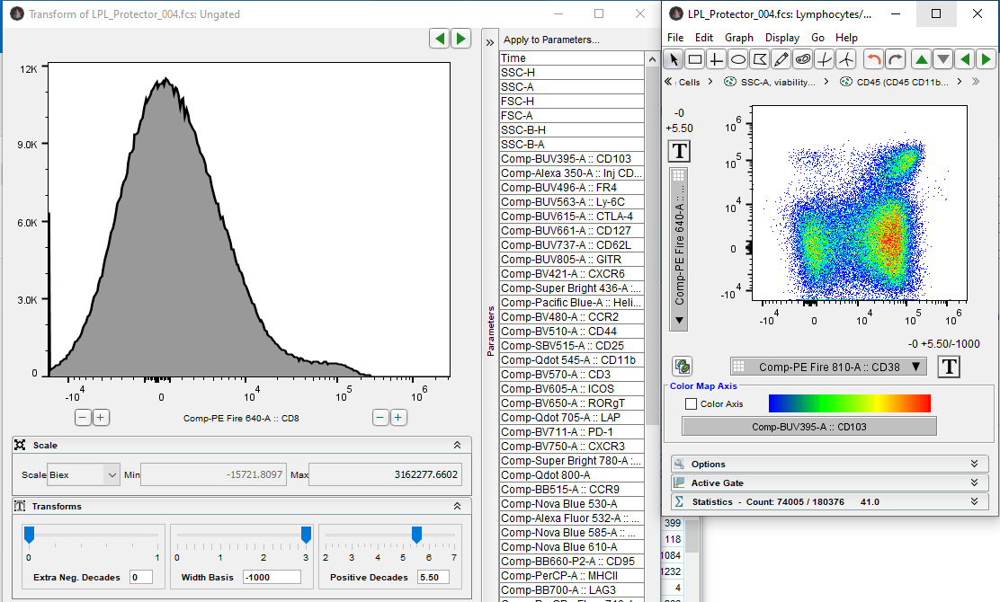 Transform of LPL_Protector_004.fcs: Ungated
12K
9.0K
6.0K
3.0K
0
-10 4
0
10 4
10 5
10 6
Comp-PE Fire 640-A :: CD8
Scale
Scale Biex Min -15721.8097 Max 3162277.6602
Transforms
0 1
Extra Neg. Decades 0
0 1 2 3
Width Basis -1000
2 3 4 5 6 7
Positive Decades 5.50
Parameters
Apply to Parameters...
Time
SSC-H
SSC-A
FSC-H
FSC-A
SSC-B-H
SSC-B-A
Comp-BUV395-A :: CD103
Comp-Alexa 350-A :: Inj CD...
Comp-BUV496-A :: FR4
Comp-BUV563-A :: Ly-6C
Comp-BUV615-A :: CTLA-4
Comp-BUV661-A :: CD127
Comp-BUV737-A :: CD62L
Comp-BUV805-A :: GITR
Comp-BV421-A :: CXCR6
Comp-Super Bright 436-A :...
Comp-Pacific Blue-A :: Heli...
Comp-BV480-A :: CCR2
Comp-BV510-A :: CD44
Comp-SBV515-A :: CD25
Comp-Qdot 545-A :: CD11b
Comp-BV570-A :: CD3
Comp-BV605-A :: ICOS
Comp-BV650-A :: RORgT
Comp-Qdot 705-A :: LAP
Comp-BV711-A :: PD-1
Comp-BV750-A :: CXCR3
Comp-Super Bright 780-A :...
Comp-Qdot 800-A
Comp-BB515-A :: CCR9
Comp-Nova Blue 530-A
Comp-Alexa Fluor 532-A :: ...
Comp-Nova Blue 585-A :: ...
Comp-Nova Blue 610-A
Comp-BB660-P2-A :: CD95
Comp-PerCP-A :: MHCII
Comp-BB700-A :: LAG3
LPL_Protector_004.fcs: Lymphocytes/...
File Edit Graph Display Go Help
: Cells SSC-A, viability... CD45 (CD45 CD11b...
-0
+5.50
T
Comp-PE Fire 640-A :: ...
10 6
10 5
10 4
0
-10 4
-10 4
0
10 4
10 5
10 6
-0 +5.50/-1000
Comp-PE Fire 810-A :: CD38
T
Color Map Axis
Color Axis
Comp-BUV395-A :: CD103
Options
Active Gate
Σ Statistics - Count: 74005 / 180376 41.0
399
118
1084
1232
4